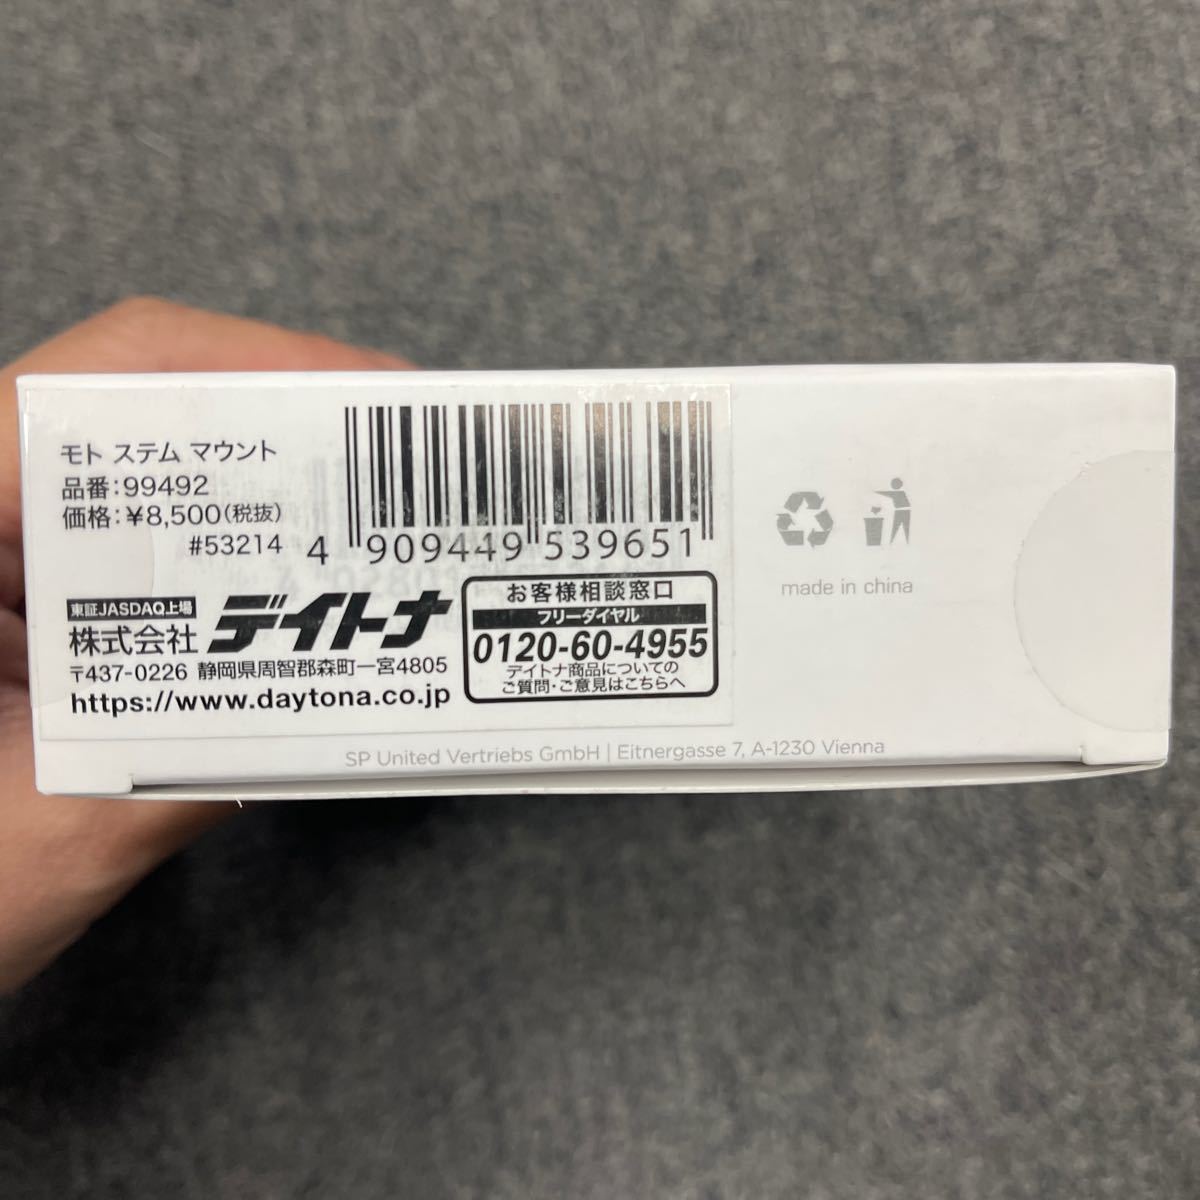 モト ステム マウント
品番:99492
価格:¥8,500(税抜)
#53214
4 909449 539651
東証JASDAQ上場
株式会社 デイトナ
〒437-0226 静岡県周智郡森町一宮4805
https://www.daytona.co.jp
お客様相談窓口
フリーダイヤル
0120-60-4955
デイトナ商品についての
ご質問・ご意見はこちらへ
made in china
SP United Vertriebs GmbH | Eitnergasse 7, A-1230 Vienna